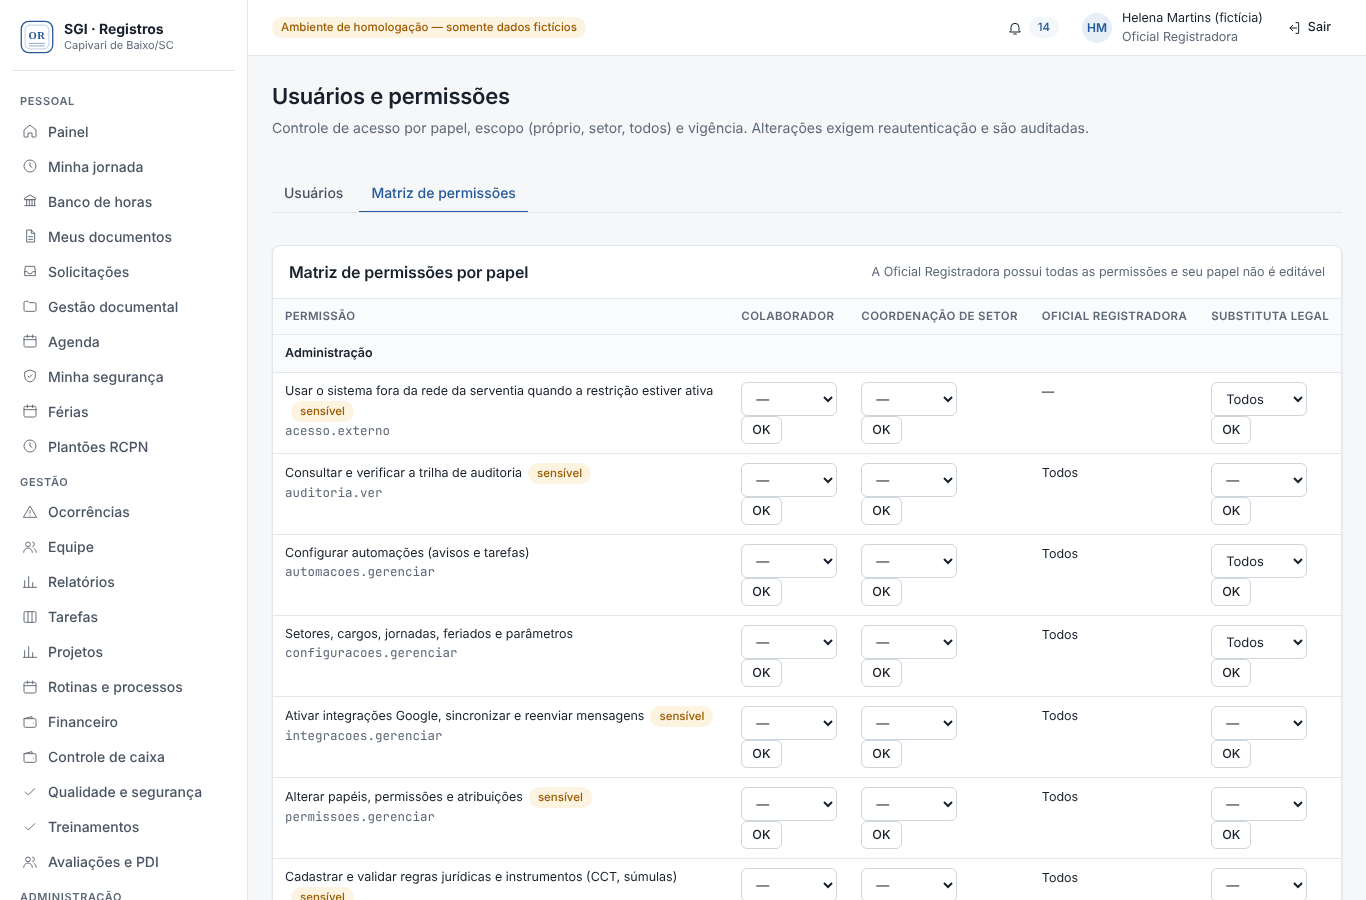 OR
SGI · Registros
Capivari de Baixo/SC
Ambiente de homologação — somente dados fictícios
14
HM
Helena Martins (fictícia)
Oficial Registradora
Sair
PESSOAL
Painel
Minha jornada
Banco de horas
Meus documentos
Solicitações
Gestão documental
Agenda
Minha segurança
Férias
Plantões RCPN
GESTÃO
Ocorrências
Equipe
Relatórios
Tarefas
Projetos
Rotinas e processos
Financeiro
Controle de caixa
Qualidade e segurança
Treinamentos
Avaliações e PDI
ADMINISTRAÇÃO
Usuários e permissões
Controle de acesso por papel, escopo (próprio, setor, todos) e vigência. Alterações exigem reautenticação e são auditadas.
Usuários
Matriz de permissões
Matriz de permissões por papel
A Oficial Registradora possui todas as permissões e seu papel não é editável
PERMISSÃO COLABORADOR COORDENAÇÃO DE SETOR OFICIAL REGISTRADORA SUBSTITUTA LEGAL
Administração
Usar o sistema fora da rede da serventia quando a restrição estiver ativa
sensível
acesso.externo
— — — Todos
OK OK OK
Consultar e verificar a trilha de auditoria sensível
auditoria.ver
— — Todos —
OK OK OK
Configurar automações (avisos e tarefas)
automacoes.gerenciar
— — Todos Todos
OK OK OK
Setores, cargos, jornadas, feriados e parâmetros
configuracoes.gerenciar
— — Todos Todos
OK OK OK
Ativar integrações Google, sincronizar e reenviar mensagens sensível
integracoes.gerenciar
— — Todos —
OK OK OK
Alterar papéis, permissões e atribuições sensível
permissoes.gerenciar
— — Todos —
OK OK OK
Cadastrar e validar regras jurídicas e instrumentos (CCT, súmulas)
sensível
— — Todos —